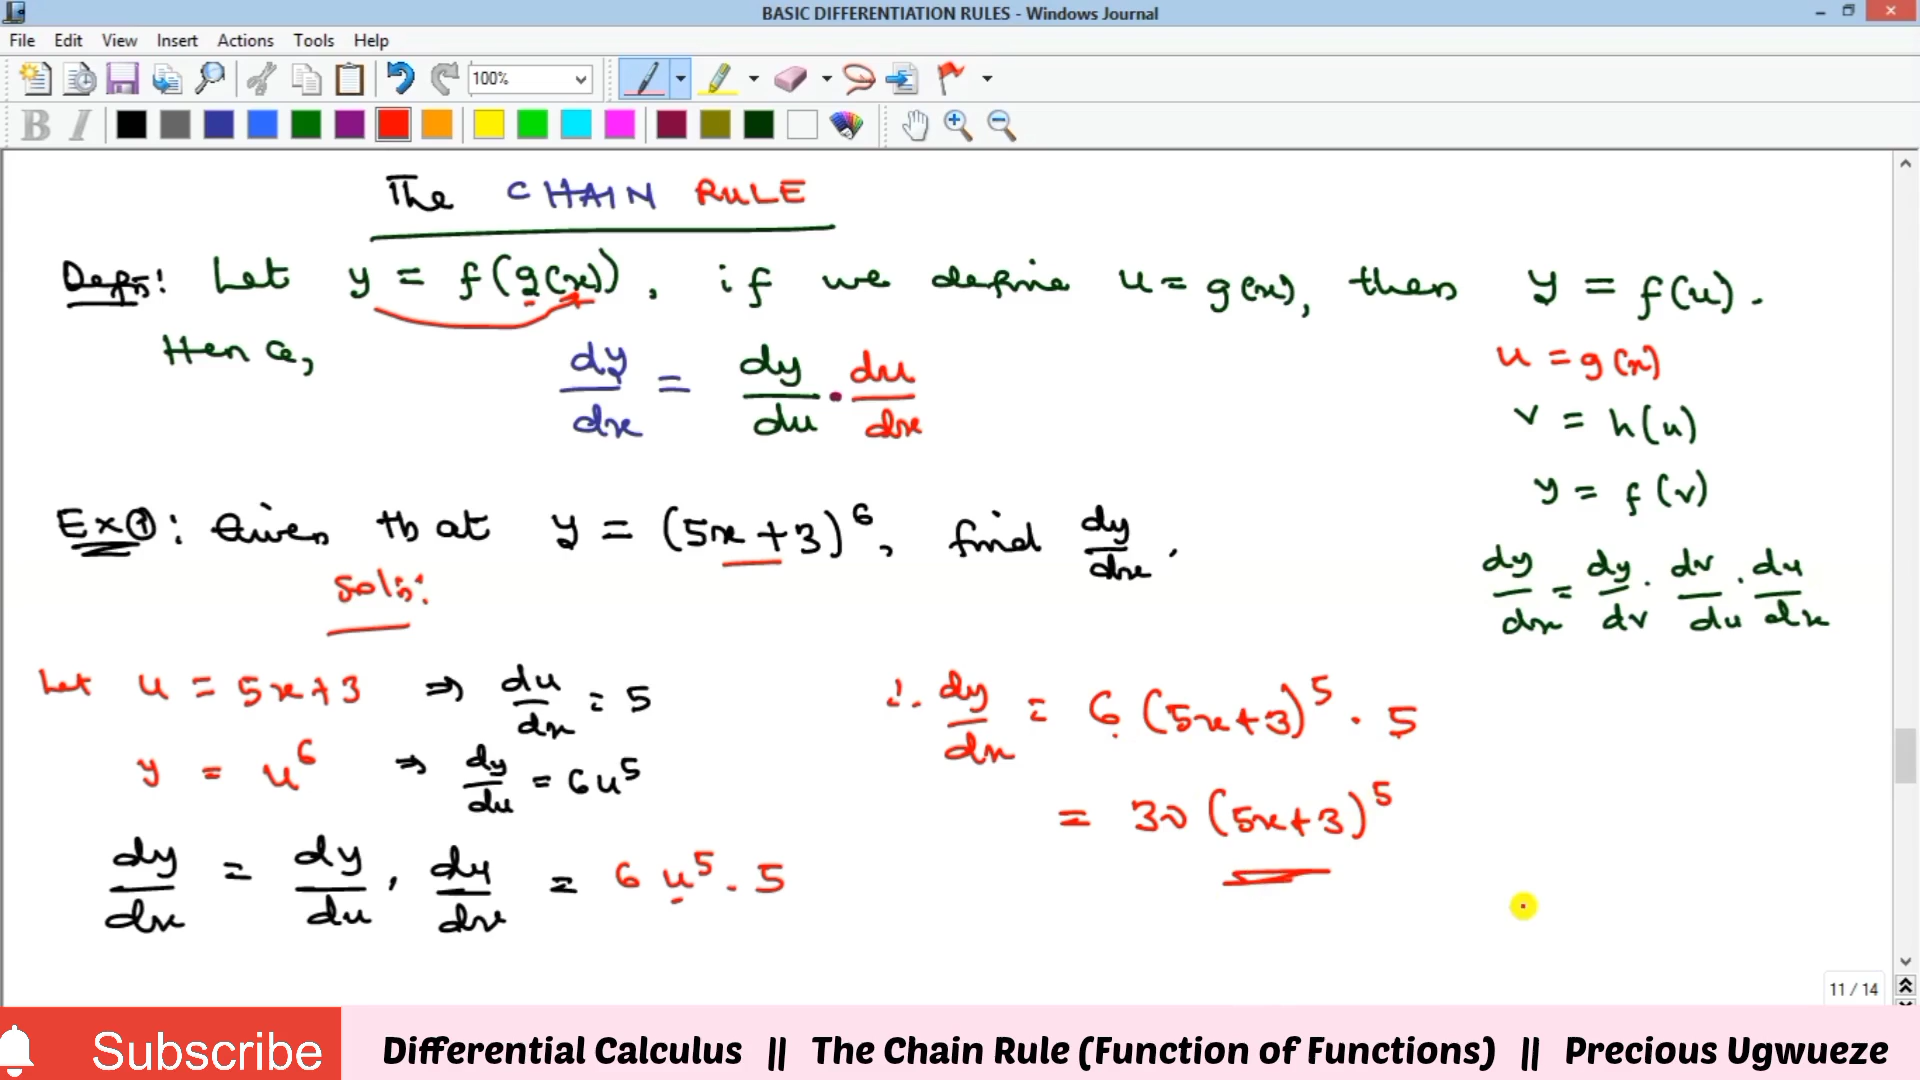 BASIC DIFFERENTIATION RULES - Windows Journal
File Edit View Insert Actions Tools Help
100%
B I
The CHAIN RULE
Defn: Let y = f(g(x)), if we define u = g(x), then y = f(u).
Hence,
dy/dx = dy/du · du/dx
u = g(x)
v = h(u)
y = f(v)
dy/dx = dy/dv · dv/du · du/dx
Ex①: Given that y = (5x+3)^6, find dy/dx.
Soln:
Let u = 5x+3 ⇒ du/dx = 5
y = u^6 ⇒ dy/du = 6u^5
dy/dx = dy/du · du/dx = 6u^5 · 5
∴ dy/dx = 6(5x+3)^5 · 5
= 30(5x+3)^5
11 / 14
Subscribe
Differential Calculus || The Chain Rule (Function of Functions) || Precious Ugwueze